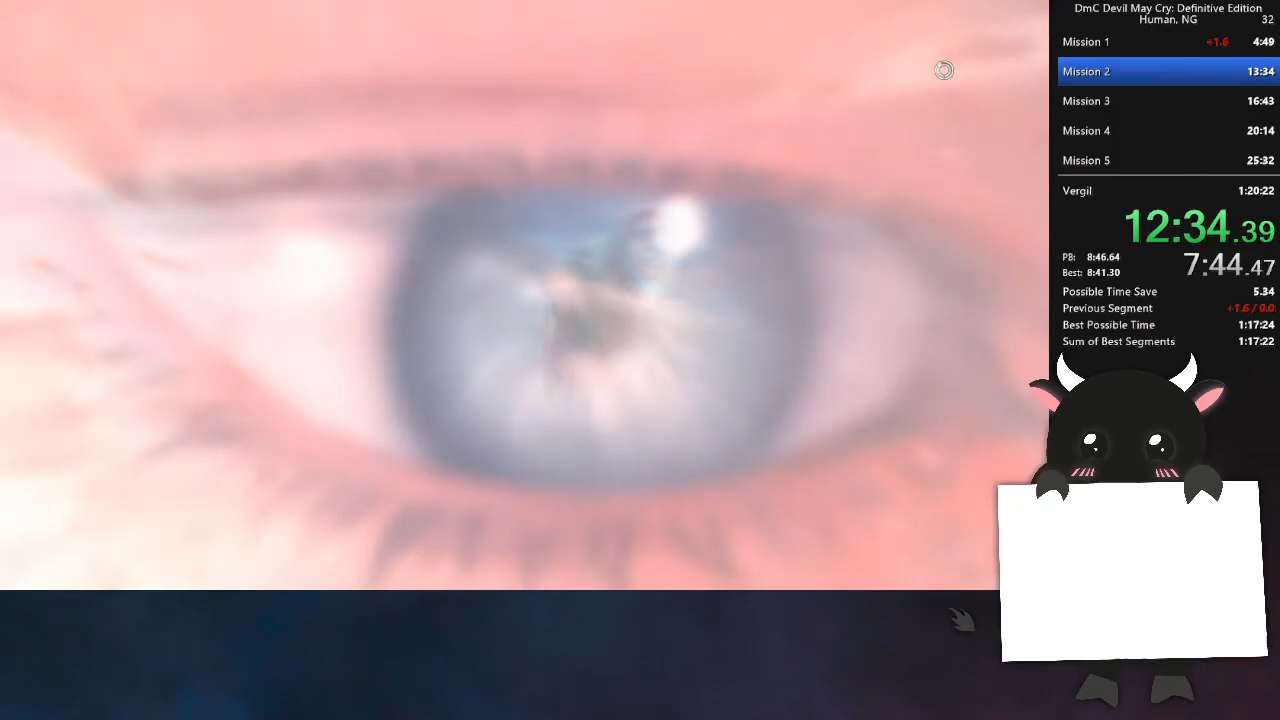 DmC Devil May Cry: Definitive Edition
Human, NG 32
Mission 1 +1.6 4:49
Mission 2 13:34
Mission 3 16:43
Mission 4 20:14
Mission 5 25:32
Vergil 1:20:22
12:34.39
PB: 8:46.64
Best: 8:41.30
7:44.47
Possible Time Save 5.34
Previous Segment +1.6 / 0.0
Best Possible Time 1:17:24
Sum of Best Segments 1:17:22